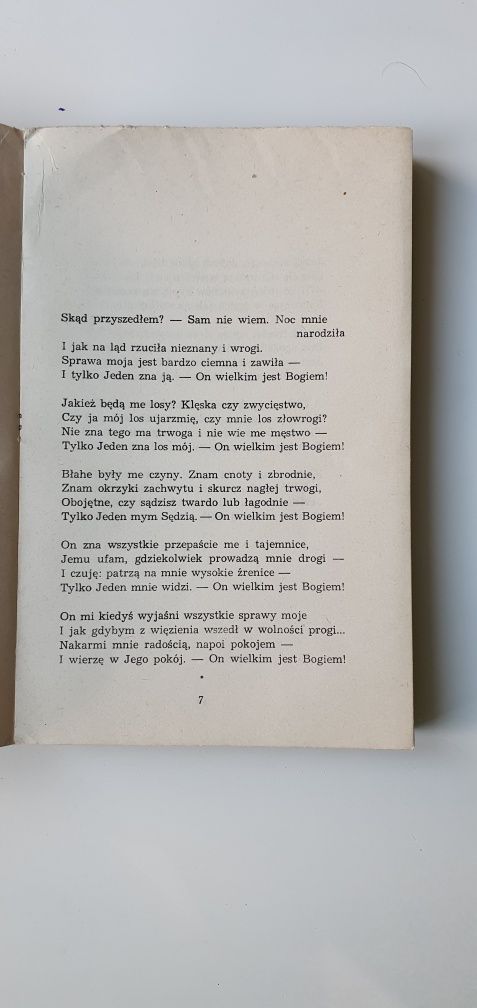 Skąd przyszedłem? — Sam nie wiem. Noc mnie
narodziła
I jak na ląd rzuciła nieznany i wrogi.
Sprawa moja jest bardzo ciemna i zawiła —
I tylko Jeden zna ją. — On wielkim jest Bogiem!
Jakież będą me losy? Klęska czy zwycięstwo,
Czy ja mój los ujarzmię, czy mnie los złowrogi?
Nie zna tego ma trwoga i nie wie me męstwo —
Tylko Jeden zna los mój. — On wielkim jest Bogiem!
Błahe były me czyny. Znam cnoty i zbrodnie,
Znam okrzyki zachwytu i skurcz nagłej trwogi,
Obojętne, czy sądzisz twardo lub łagodnie —
Tylko Jeden mym Sędzią. — On wielkim jest Bogiem!
On zna wszystkie przepaście me i tajemnice,
Jemu ufam, gdziekolwiek prowadzą mnie drogi —
I czuję: patrzą na mnie wysokie źrenice —
Tylko Jeden mnie widzi. — On wielkim jest Bogiem!
On mi kiedyś wyjaśni wszystkie sprawy moje
I jak gdybym z więzienia wszedł w wolności progi...
Nakarmi mnie radością, napoi pokojem —
I wierzę w Jego pokój. — On wielkim jest Bogiem!
7